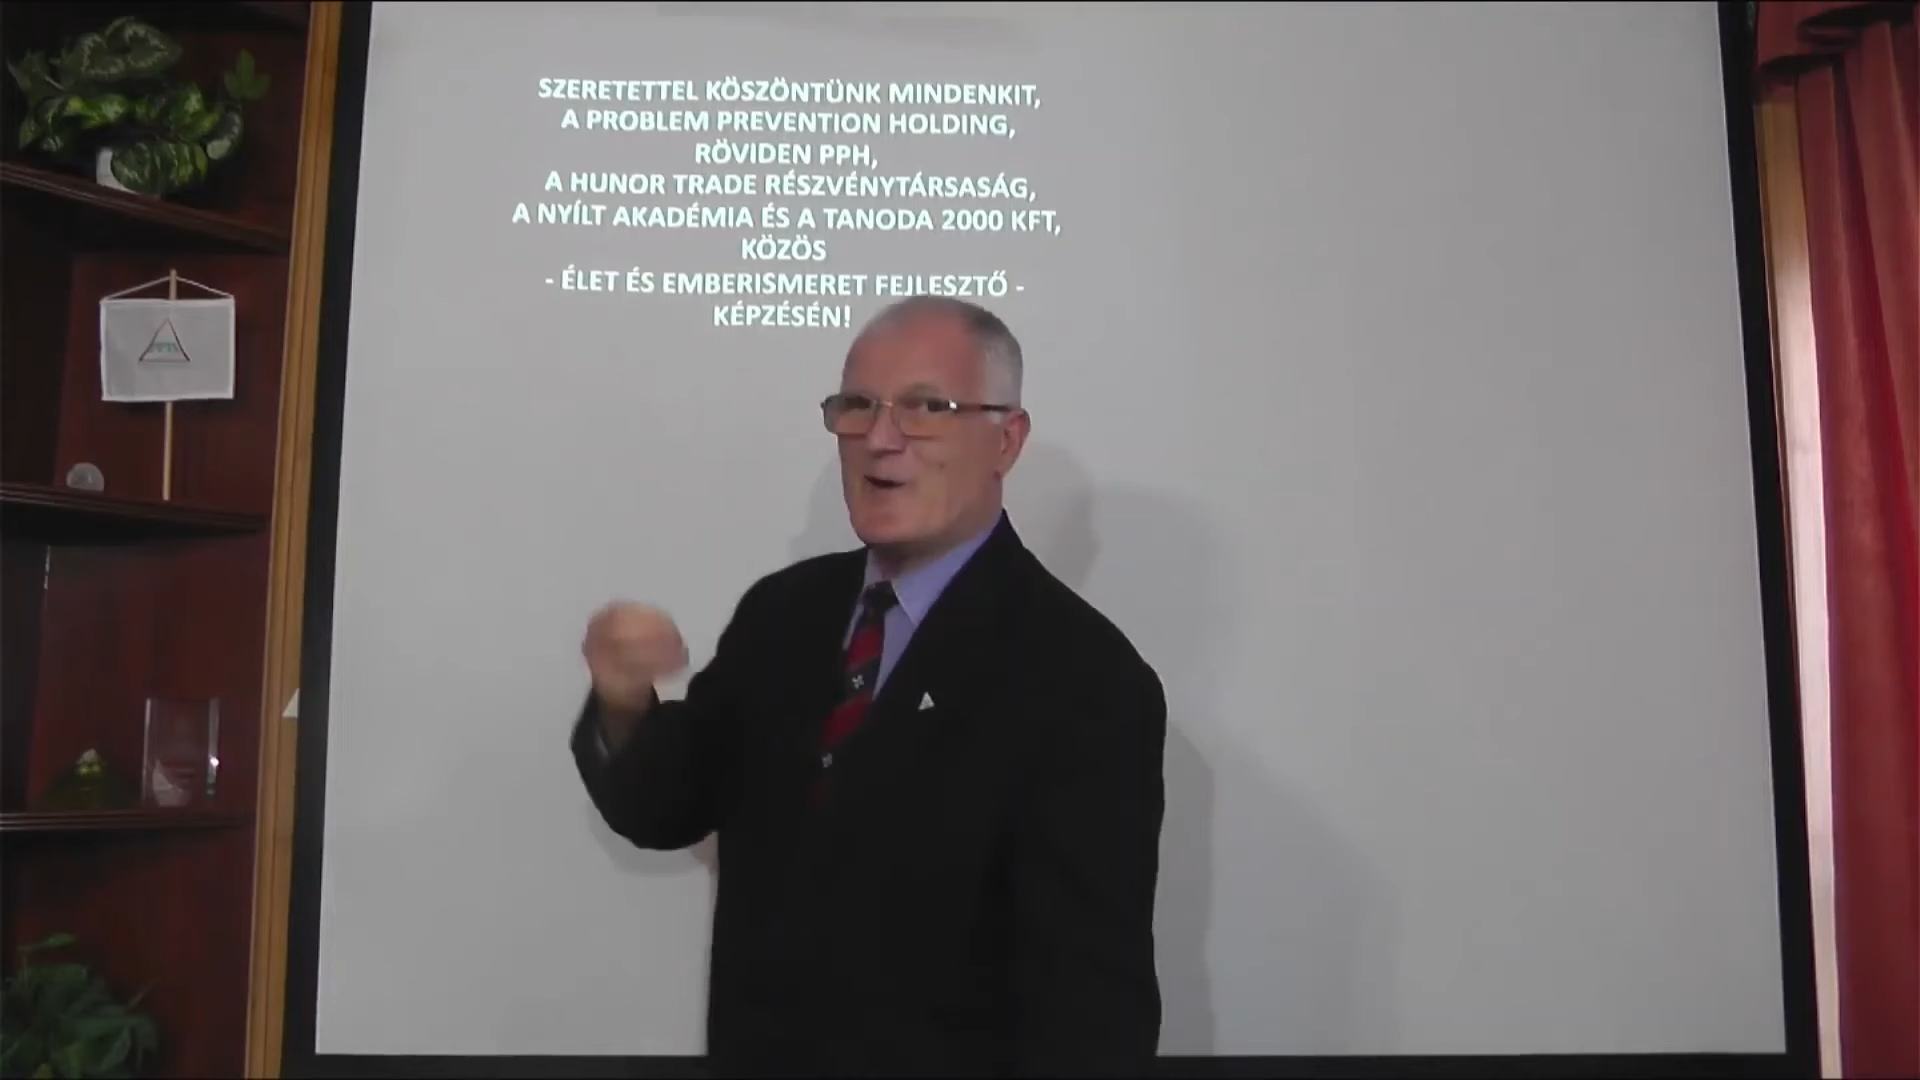 SZERETETTEL KÖSZÖNTÜNK MINDENKIT,
A PROBLEM PREVENTION HOLDING,
RÖVIDEN PPH,
A HUNOR TRADE RÉSZVÉNYTÁRSASÁG,
A NYÍLT AKADÉMIA ÉS A TANODA 2000 KFT,
KÖZÖS
- ÉLET ÉS EMBERISMERET FEJLESZTŐ -
KÉPZÉSÉN!